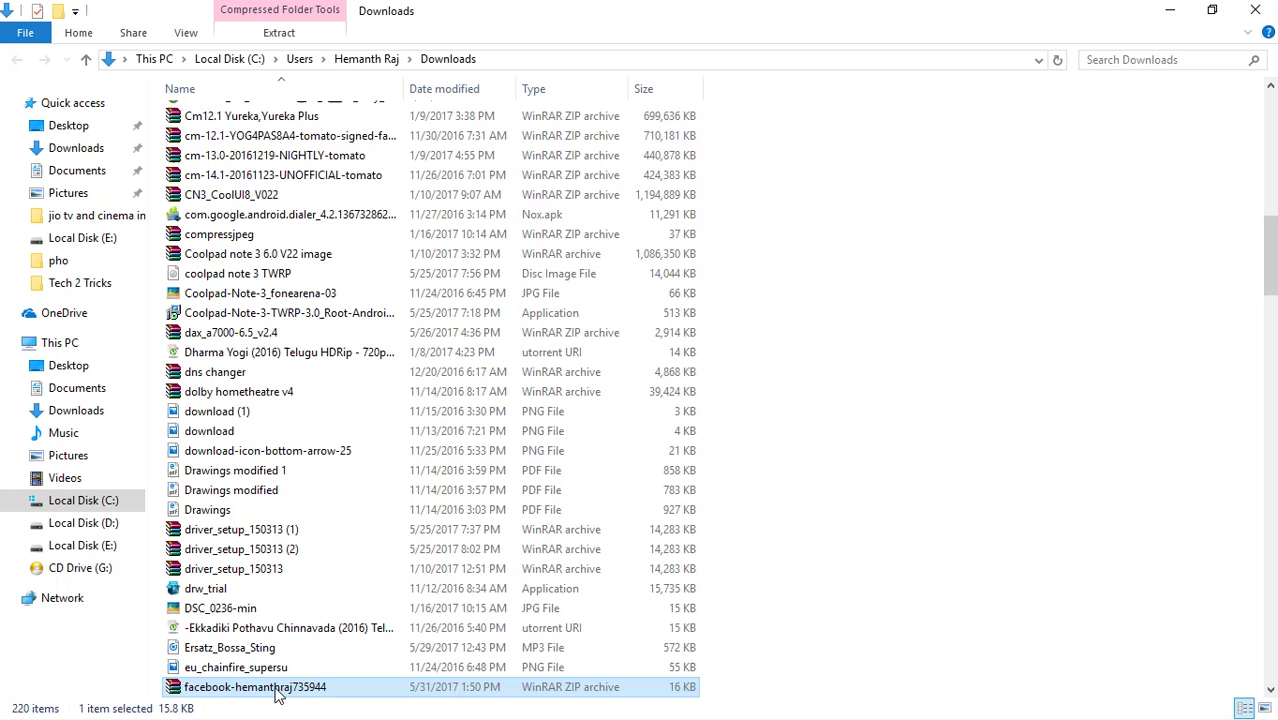 Compressed Folder Tools Downloads
File Home Share View Extract
This PC Local Disk (C:) Users Hemanth Raj Downloads Search Downloads
Name Date modified Type Size
Cm12.1 Yureka,Yureka Plus 1/9/2017 3:38 PM WinRAR ZIP archive 699,636 KB
cm-12.1-YOG4PAS8A4-tomato-signed-fa... 11/30/2016 7:31 AM WinRAR ZIP archive 710,181 KB
cm-13.0-20161219-NIGHTLY-tomato 1/9/2017 4:55 PM WinRAR ZIP archive 440,878 KB
cm-14.1-20161123-UNOFFICIAL-tomato 11/26/2016 7:01 PM WinRAR ZIP archive 424,383 KB
CN3_CoolUI8_V022 1/10/2017 9:07 AM WinRAR ZIP archive 1,194,889 KB
com.google.android.dialer_4.2.136732862... 11/27/2016 3:14 PM Nox.apk 11,291 KB
compressjpeg 1/16/2017 10:14 AM WinRAR ZIP archive 37 KB
Coolpad note 3 6.0 V22 image 1/10/2017 3:32 PM WinRAR archive 1,086,350 KB
coolpad note 3 TWRP 5/25/2017 7:56 PM Disc Image File 14,044 KB
Coolpad-Note-3_fonearena-03 11/24/2016 6:45 PM JPG File 66 KB
Coolpad-Note-3-TWRP-3.0_Root-Androi... 5/25/2017 7:18 PM Application 513 KB
dax_a7000-6.5_v2.4 5/26/2017 4:36 PM WinRAR ZIP archive 2,914 KB
Dharma Yogi (2016) Telugu HDRip - 720p... 1/8/2017 4:23 PM utorrent URI 14 KB
dns changer 12/20/2016 6:17 AM WinRAR ZIP archive 4,868 KB
dolby hometheatre v4 11/14/2016 8:17 AM WinRAR ZIP archive 39,424 KB
download (1) 11/15/2016 3:30 PM PNG File 3 KB
download 11/13/2016 7:21 PM PNG File 4 KB
download-icon-bottom-arrow-25 11/25/2016 5:33 PM PNG File 21 KB
Drawings modified 1 11/14/2016 3:59 PM PDF File 858 KB
Drawings modified 11/14/2016 3:57 PM PDF File 783 KB
Drawings 11/14/2016 3:03 PM PDF File 927 KB
driver_setup_150313 (1) 5/25/2017 7:37 PM WinRAR archive 14,283 KB
driver_setup_150313 (2) 5/25/2017 8:02 PM WinRAR archive 14,283 KB
driver_setup_150313 1/10/2017 12:51 PM WinRAR archive 14,283 KB
drw_trial 11/12/2016 8:34 AM Application 15,735 KB
DSC_0236-min 1/16/2017 10:15 AM JPG File 15 KB
-Ekkadiki Pothavu Chinnavada (2016) Tel... 11/26/2016 5:40 PM utorrent URI 15 KB
Ersatz_Bossa_Sting 5/29/2017 12:43 PM MP3 File 572 KB
eu_chainfire_supersu 11/24/2016 6:48 PM PNG File 55 KB
facebook-hemanthraj735944 5/31/2017 1:50 PM WinRAR ZIP archive 16 KB
Quick access
Desktop
Downloads
Documents
Pictures
jio tv and cinema in
Local Disk (E:)
pho
Tech 2 Tricks
OneDrive
This PC
Desktop
Documents
Downloads
Music
Pictures
Videos
Local Disk (C:)
Local Disk (D:)
Local Disk (E:)
CD Drive (G:)
Network
220 items 1 item selected 15.8 KB